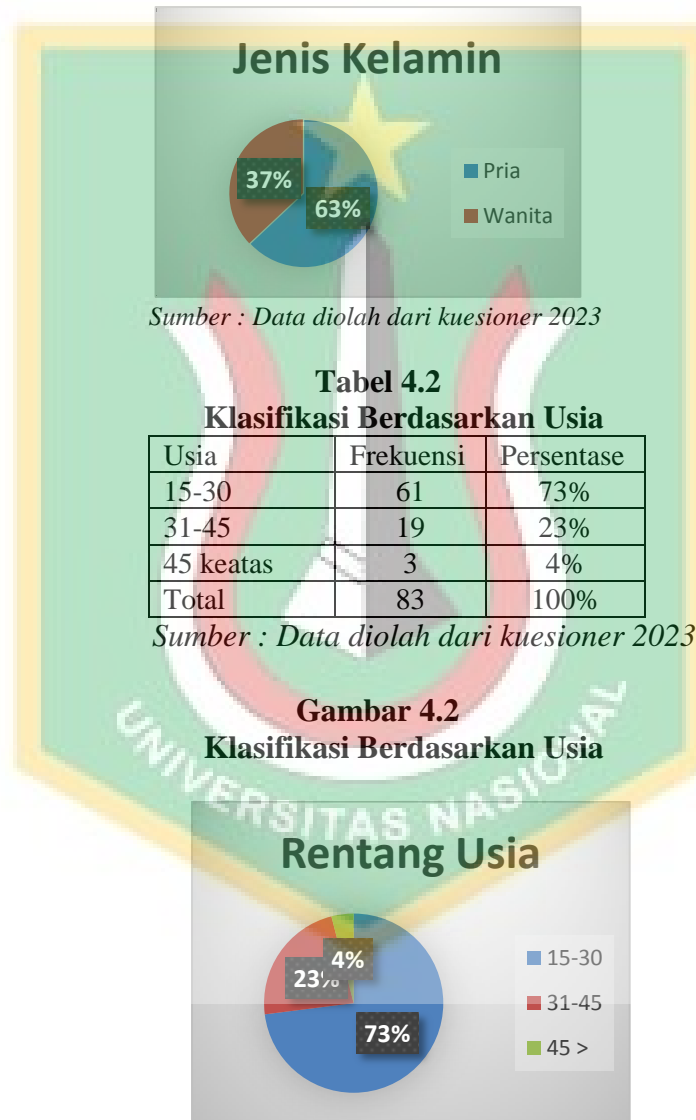 Jenis Kelamin
37%
63%
Pria
Wanita
Sumber : Data diolah dari kuesioner 2023
Tabel 4.2
Klasifikasi Berdasarkan Usia
Usia Frekuensi Persentase
15-30 61 73%
31-45 19 23%
45 keatas 3 4%
Total 83 100%
Sumber : Data diolah dari kuesioner 2023
Gambar 4.2
Klasifikasi Berdasarkan Usia
UNIVERSITAS NASIONAL
Rentang Usia
4%
23%
73%
15-30
31-45
45 >